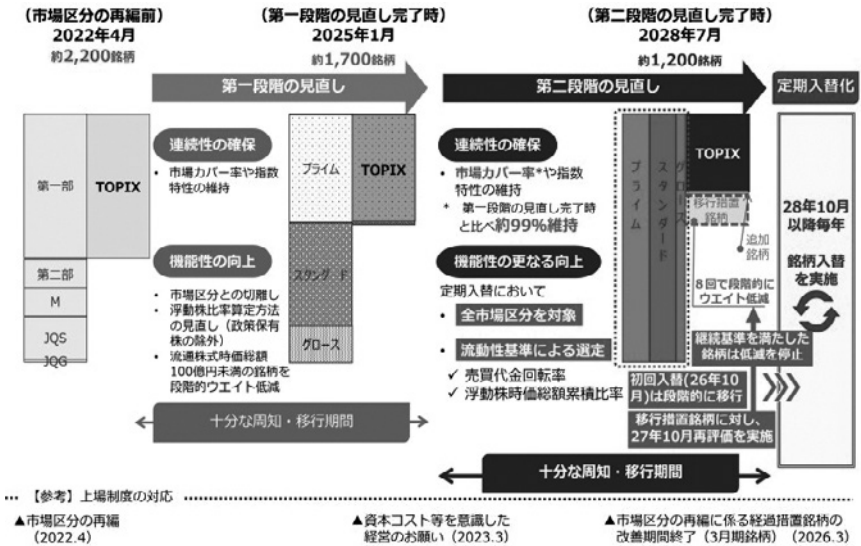 (市場区分の再編前)
2022年4月
約2,200銘柄
(第一段階の見直し完了時)
2025年1月
約1,700銘柄
(第二段階の見直し完了時)
2028年7月
約1,200銘柄
第一段階の見直し
第二段階の見直し
定期入替化
第一部
TOPIX
第二部
M
JQS
JQG
連続性の確保
・ 市場カバー率や指数
特性の維持
機能性の向上
・ 市場区分との切離し
・ 浮動株比率算定方法
の見直し(政策保有
株の除外)
・ 流通株式時価総額
100億円未満の銘柄を
段階的ウエイト低減
十分な周知・移行期間
プライム
TOPIX
スタンダード
グロース
連続性の確保
・ 市場カバー率*や指数
特性の維持
* 第一段階の見直し完了時
と比べ約99%維持
機能性の更なる向上
定期入替において
・ 全市場区分を対象
・ 流動性基準による選定
✓ 売買代金回転率
✓ 浮動株時価総額累積比率
プライム
スタンダード
グロース
TOPIX
移行措置
銘柄
追加
銘柄
8回で段階的に
ウエイト低減
継続基準を満たした
銘柄は低減を停止
初回入替(26年10
月)は段階的に移行
移行措置銘柄に対し、
27年10月再評価を実施
28年10月
以降毎年
銘柄入替
を実施
十分な周知・移行期間
【参考】上場制度の対応
▲市場区分の再編
(2022.4)
▲資本コスト等を意識した
経営のお願い(2023.3)
▲市場区分の再編に係る経過措置銘柄の
改善期間終了(3月期銘柄)(2026.3)